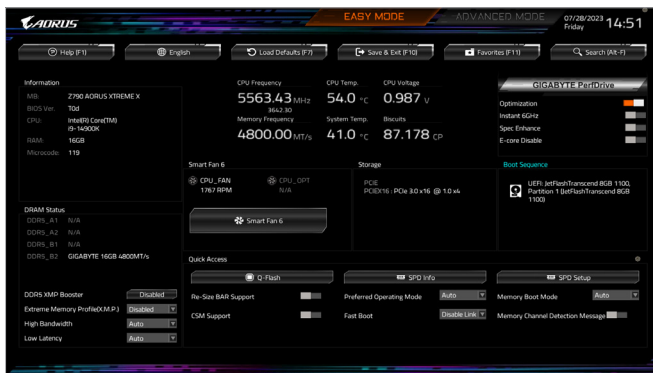 AORUS
EASY MODE
ADVANCED MODE
07/28/2023
Friday
14:51
Help (F1)
English
Load Defaults (F7)
Save & Exit (F10)
Favorites (F11)
Search (Alt-F)
Information
MB: Z790 AORUS XTREME X
BIOS Ver. T0d
CPU: Intel(R) Core(TM)
i9-14900K
RAM: 16GB
Microcode 119
CPU Frequency
5563.43 MHz
3642.30
CPU Temp.
54.0 °C
CPU Voltage
0.987 V
Memory Frequency
4800.00 MT/s
System Temp.
41.0 °C
Biscuits
87.178 CP
GIGABYTE PerfDrive
Optimization
Instant 6GHz
Spec Enhance
E-core Disable
Smart Fan 6
CPU_FAN
1767 RPM
CPU_OPT
N/A
Smart Fan 6
Storage
PCIE
PCIEX16 : PCIe 3.0 x16 @ 1.0 x4
Boot Sequence
UEFI: JetFlashTranscend 8GB 1100,
Partition 1 (JetFlashTranscend 8GB
1100)
DRAM Status
DDR5_A1 N/A
DDR5_A2 N/A
DDR5_B1 N/A
DDR5_B2 GIGABYTE 16GB 4800MT/s
DDR5 XMP Booster Disabled
Extreme Memory Profile(X.M.P.) Disabled
High Bandwidth Auto
Low Latency Auto
Quick Access
Q-Flash
SPD Info
SPD Setup
Re-Size BAR Support
Preferred Operating Mode Auto
Memory Boot Mode Auto
CSM Support
Fast Boot Disable Link
Memory Channel Detection Message